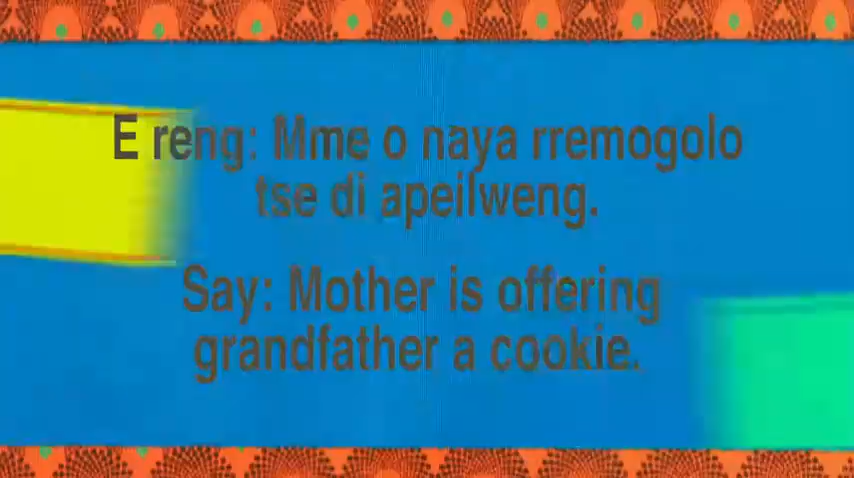 E reng: Mme o naya rremogolo
tse di apeilweng.
Say: Mother is offering
grandfather a cookie.